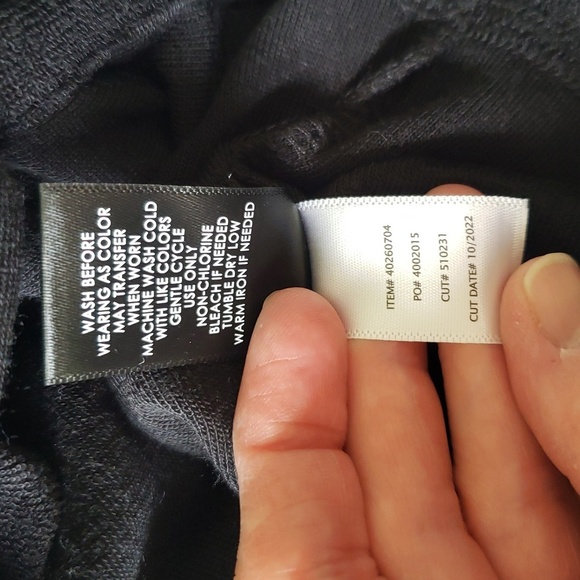 WASH BEFORE
WEARING AS COLOR
MAY TRANSFER
WHEN WORN
MACHINE WASH COLD
WITH LIKE COLORS
GENTLE CYCLE
USE ONLY
NON-CHLORINE
BLEACH IF NEEDED
TUMBLE DRY LOW
WARM IRON IF NEEDED
ITEM# 40260704
PO# 4002015
CUT# 510231
CUT DATE# 10/2022